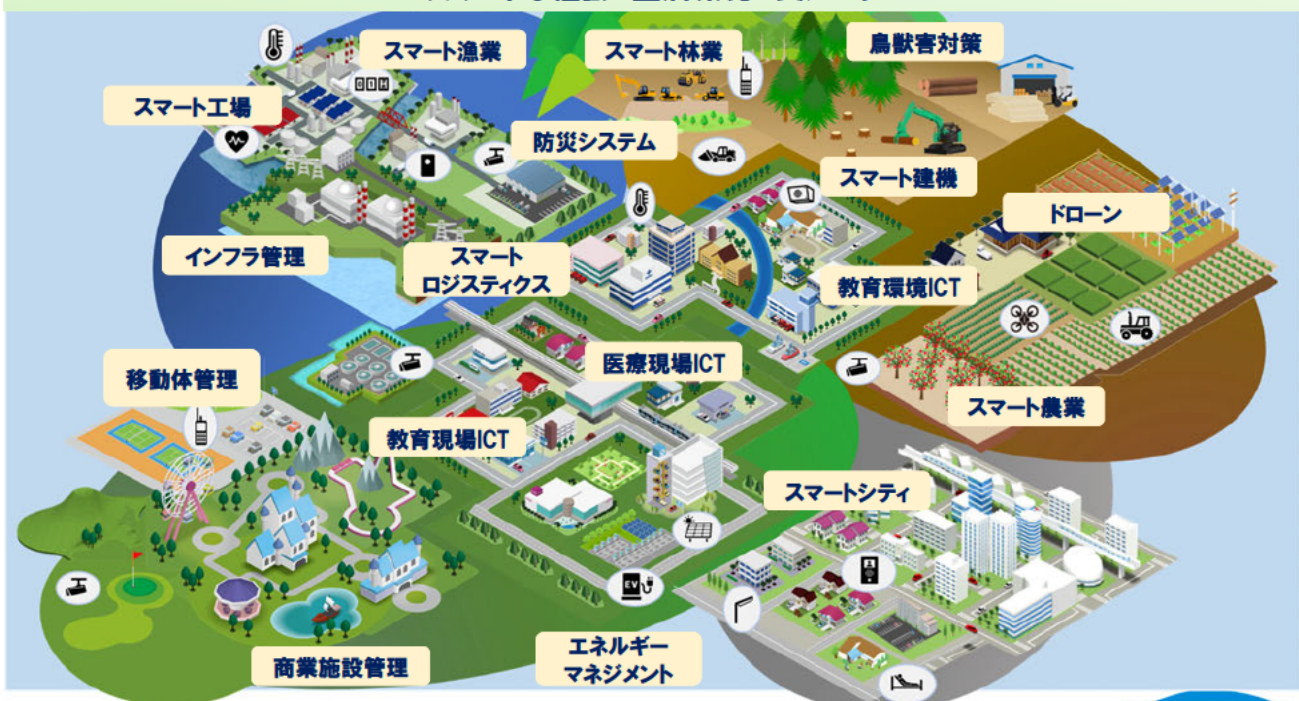 スマート漁業
スマート林業
鳥獣害対策
スマート工場
防災システム
スマート建機
ドローン
インフラ管理
スマート
ロジスティクス
教育環境ICT
医療現場ICT
移動体管理
スマート農業
教育現場ICT
スマートシティ
EV
エネルギー
マネジメント
商業施設管理